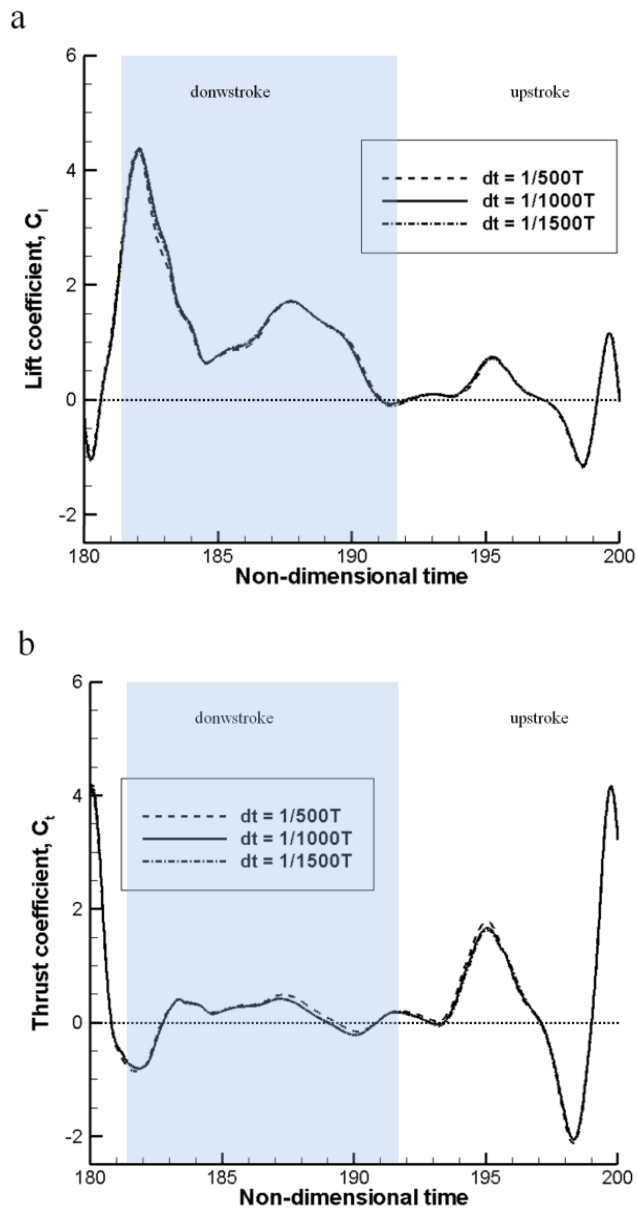 a
6
donwstroke
upstroke
dt = 1/500T
dt = 1/1000T
dt = 1/1500T
4
2
0
-2
Lift coefficient, Cl
180
185
190
195
200
Non-dimensional time
b
6
donwstroke
upstroke
dt = 1/500T
dt = 1/1000T
dt = 1/1500T
4
2
0
-2
Thrust coefficient, Ct
180
185
190
195
200
Non-dimensional time